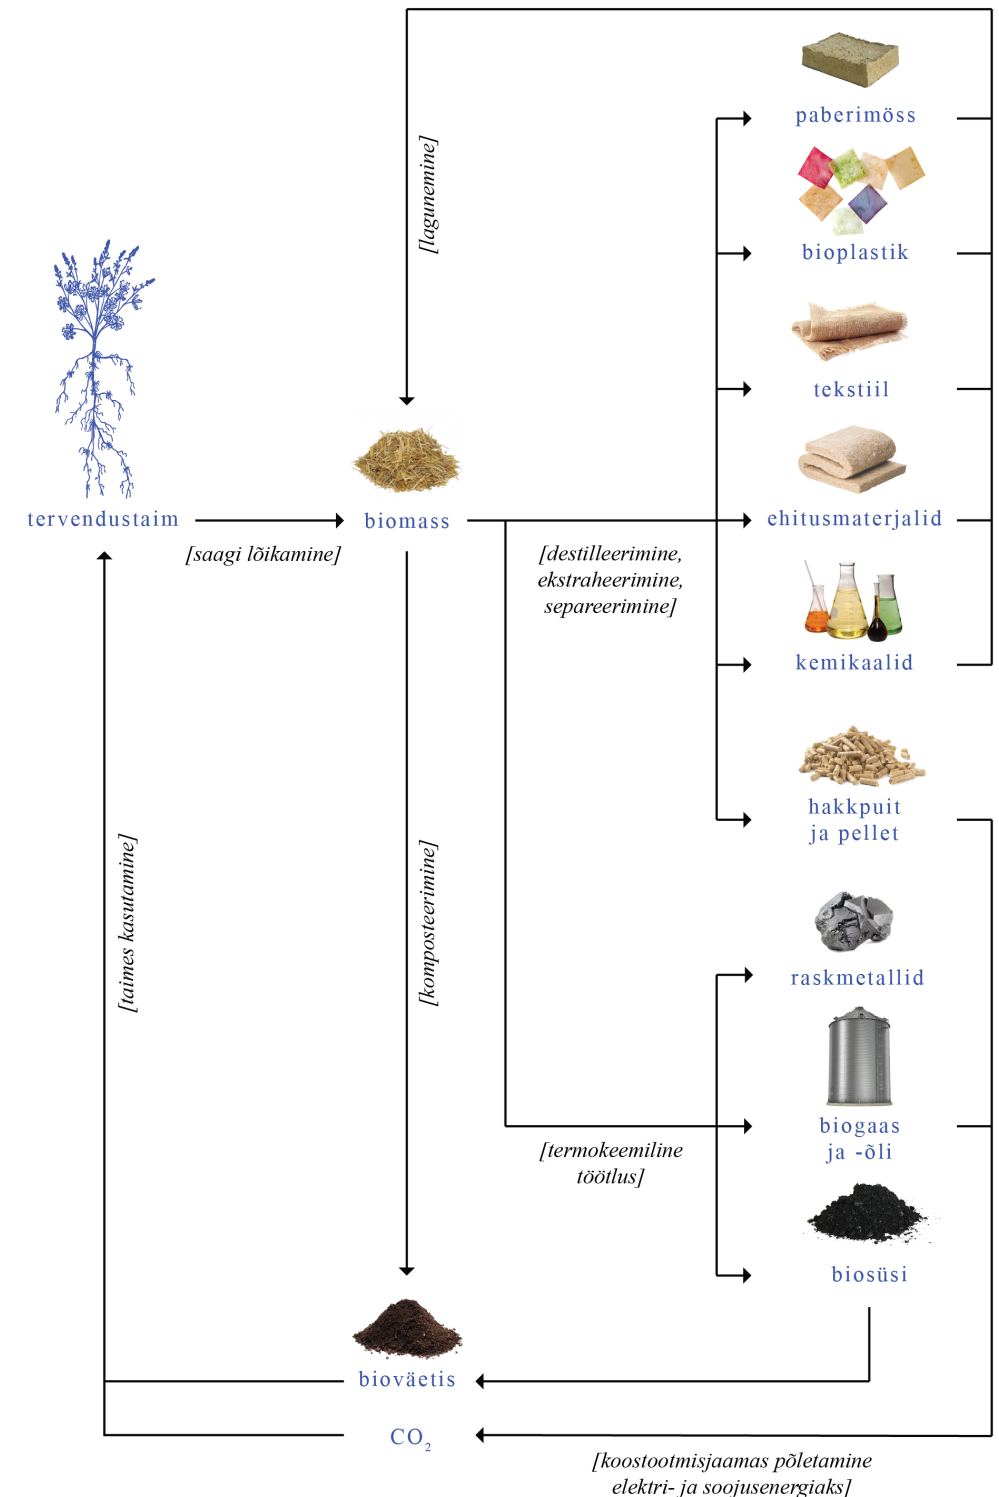 paberimöss
[lagunemine]
bioplastik
tekstiil
tervendustaim
[saagi lõikamine]
biomass
[destilleerimine,
ekstraheerimine,
separeerimine]
ehitusmaterjalid
kemikaalid
hakkpuit
ja pellet
[taimes kasutamine]
[komposteerimine]
raskmetallid
biogaas
ja -õli
[termokeemiline
töötlus]
biosüsi
bioväetis
CO₂
[koostootmisjaamas põletamine
elektri- ja soojusenergiaks]